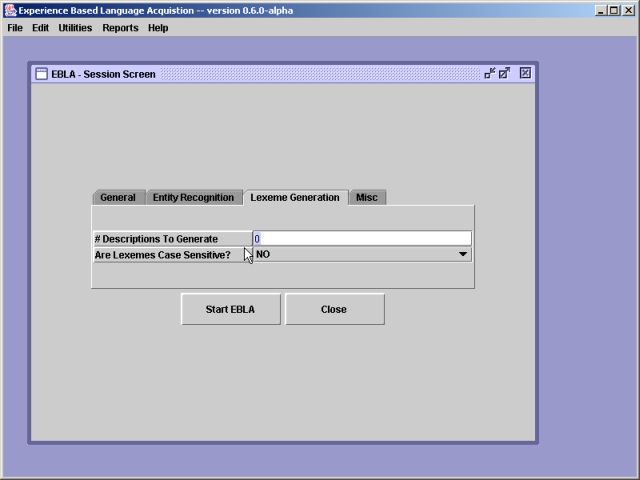 Experience Based Language Acquistion -- version 0.6.0-alpha
File Edit Utilities Reports Help
EBLA - Session Screen
General Entity Recognition Lexeme Generation Misc
# Descriptions To Generate 0
Are Lexemes Case Sensitive? NO
Start EBLA Close